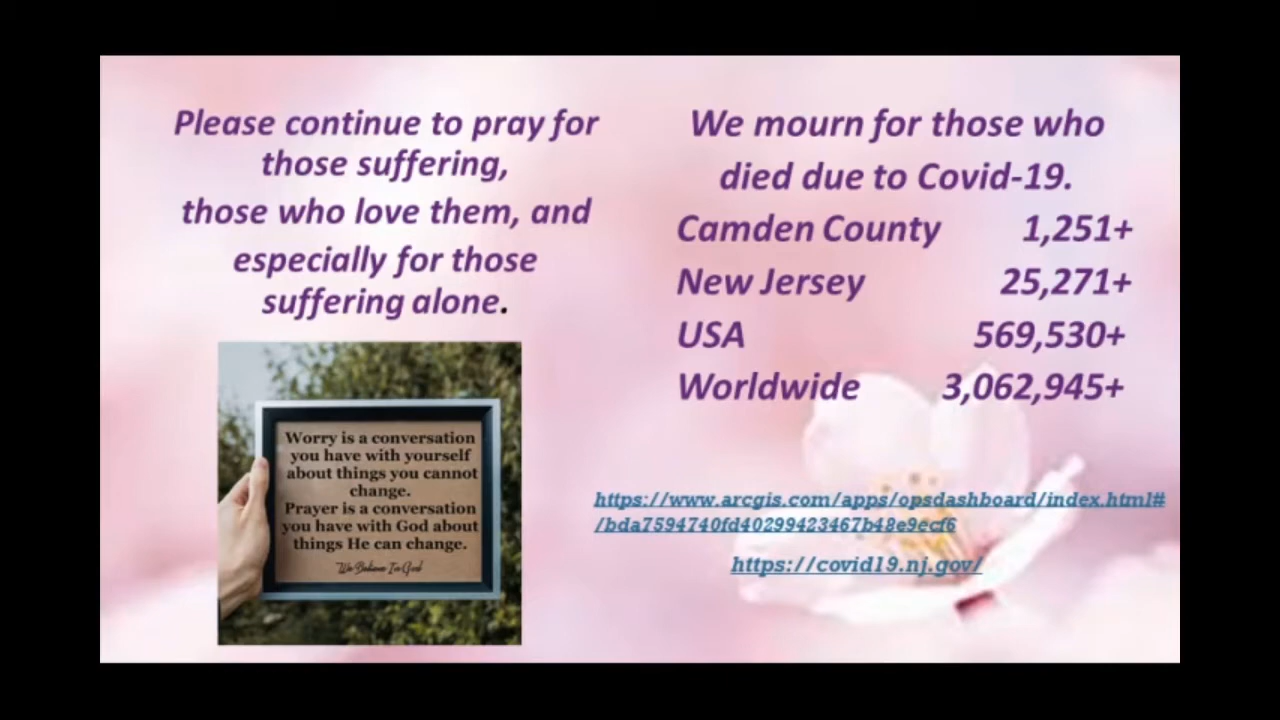 Please continue to pray for
those suffering,
those who love them, and
especially for those
suffering alone.
Worry is a conversation
you have with yourself
about things you cannot
change.
Prayer is a conversation
you have with God about
things He can change.
We Believe In God
We mourn for those who
died due to Covid-19.
Camden County 1,251+
New Jersey 25,271+
USA 569,530+
Worldwide 3,062,945+
https://www.arcgis.com/apps/opsdashboard/index.html#
/bda7594740fd40299423467b48e9ecf6
https://covid19.nj.gov/